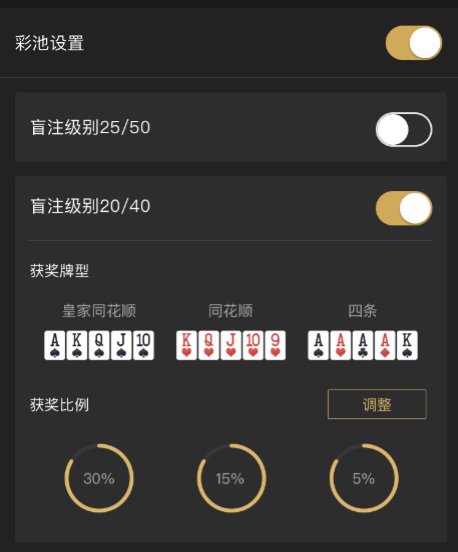 彩池设置
盲注级别25/50
盲注级别20/40
获奖牌型
皇家同花顺 同花顺 四条
A K Q J 10 K Q J 10 9 A A A A K
获奖比例 调整
30% 15% 5%